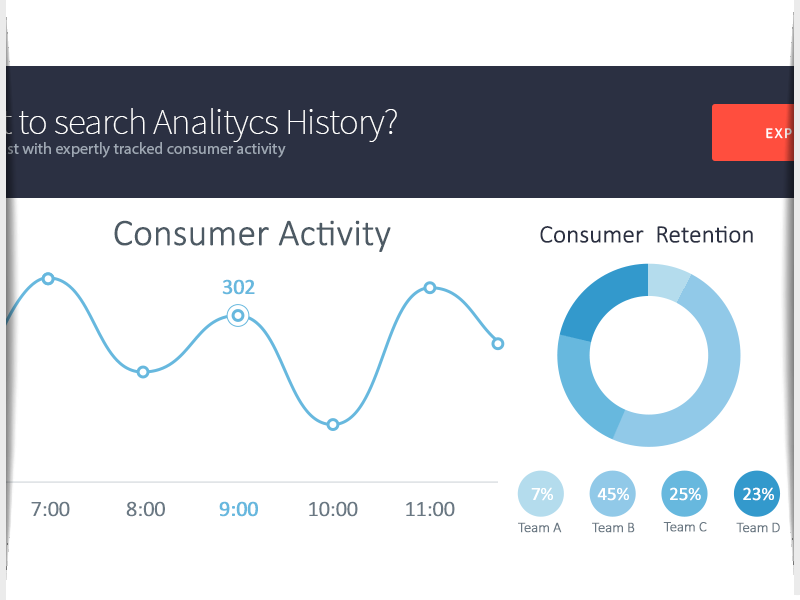 t to search Analitycs History?
st with expertly tracked consumer activity
EXP
Consumer Activity
302
7:00 8:00 9:00 10:00 11:00
Consumer Retention
7% 45% 25% 23%
Team A Team B Team C Team D